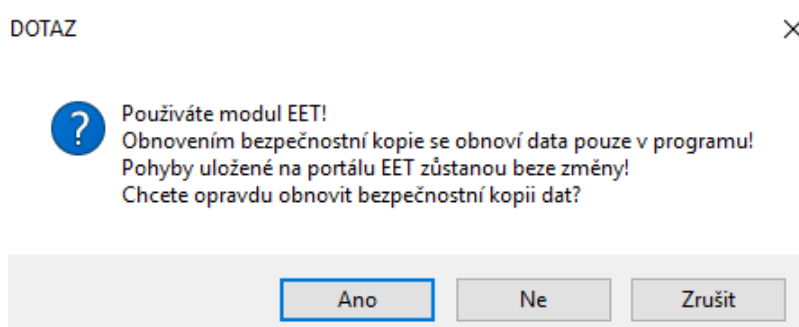 DOTAZ
Používáte modul EET!
Obnovením bezpečnostní kopie se obnoví data pouze v programu!
Pohyby uložené na portálu EET zůstanou beze změny!
Chcete opravdu obnovit bezpečnostní kopii dat?
Ano Ne Zrušit